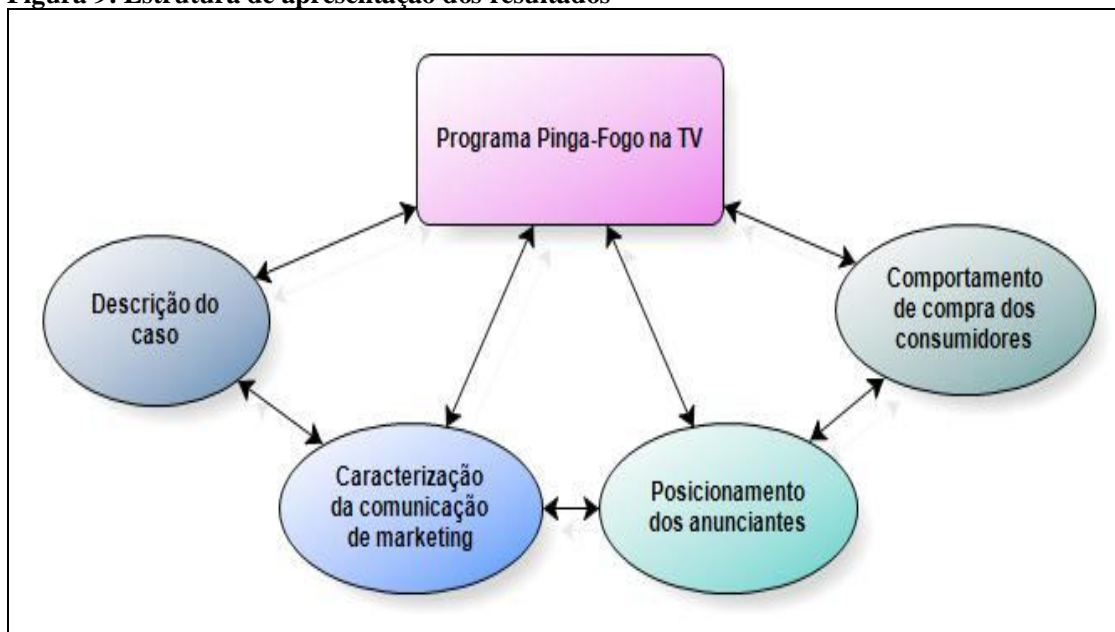 Figura 9: Estrutura de apresentação dos resultados
Programa Pinga-Fogo na TV
Descrição do
caso
Comportamento
de compra dos
consumidores
Caracterização
da comunicação
de marketing
Posicionamento
dos anunciantes